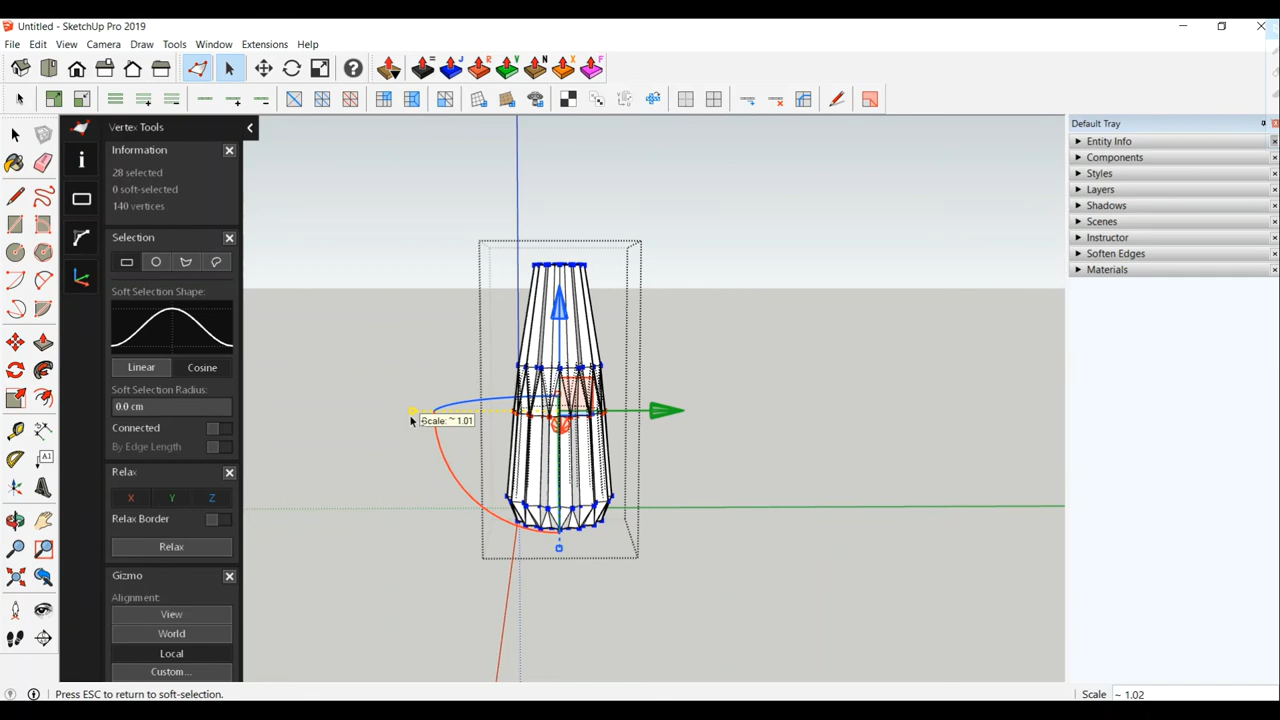 Untitled - SketchUp Pro 2019
File Edit View Camera Draw Tools Window Extensions Help
= J R V N X F
Vertex Tools
Information
28 selected
0 soft-selected
140 vertices
Selection
Soft Selection Shape:
Linear Cosine
Soft Selection Radius:
0.0 cm
Connected
By Edge Length
Relax
X Y Z
Relax Border
Relax
Gizmo
Alignment:
View
World
Local
Custom...
A1
Scale: ~ 1.01
Default Tray
Entity Info
Components
Styles
Layers
Shadows
Scenes
Instructor
Soften Edges
Materials
Press ESC to return to soft-selection.
Scale ~ 1.02